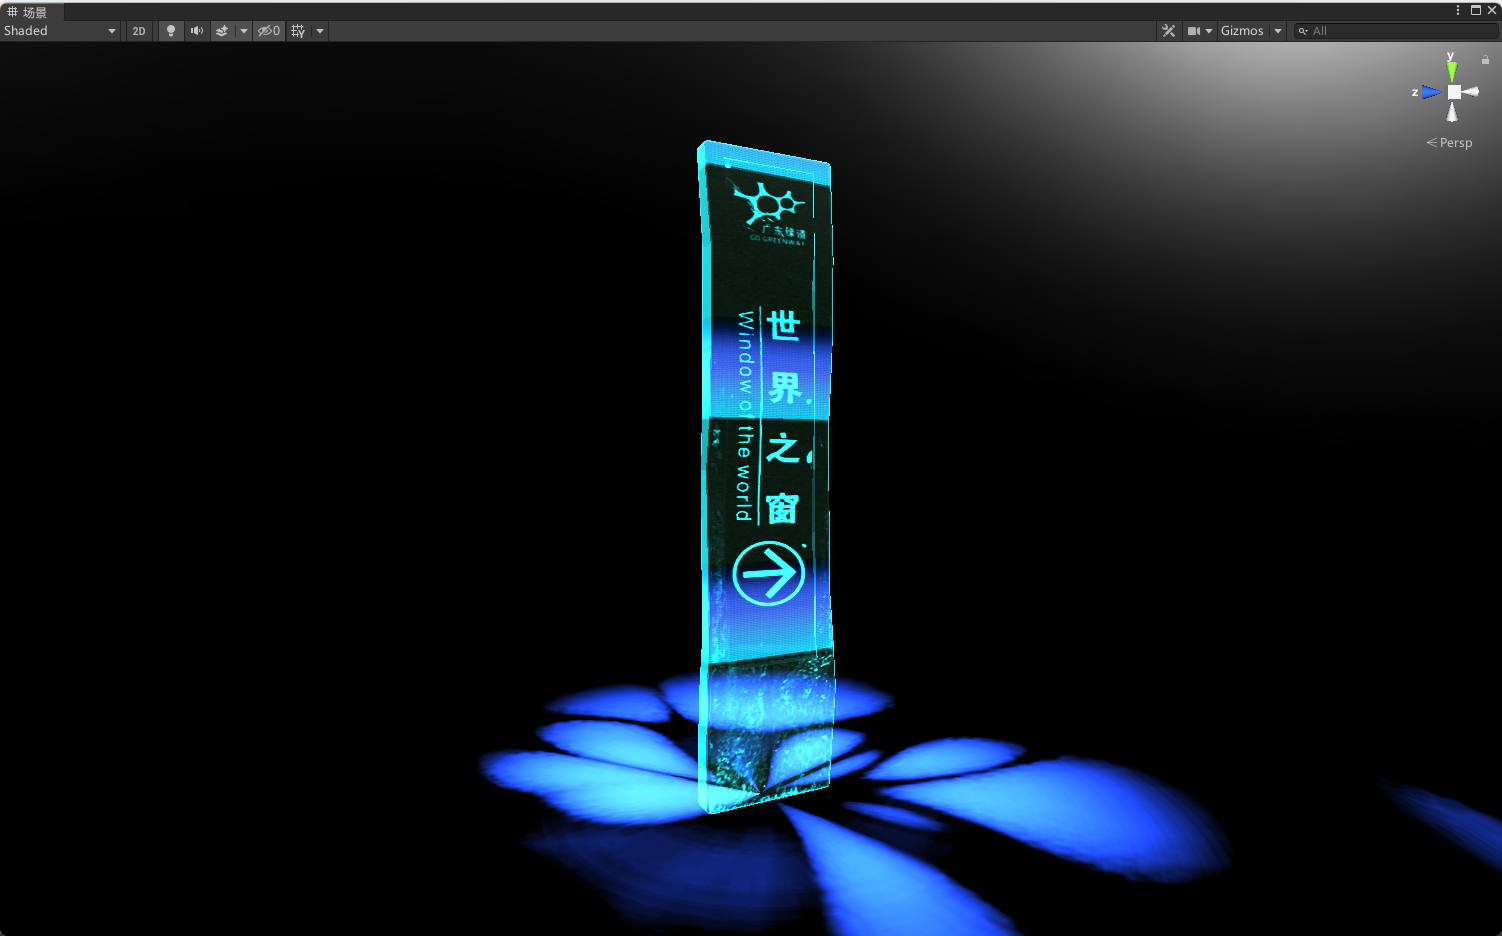 场景
Shaded
2D
0
Gizmos
All
y
z
Persp
广东绿道
GD GREENWAY
世界之窗
Window of the world